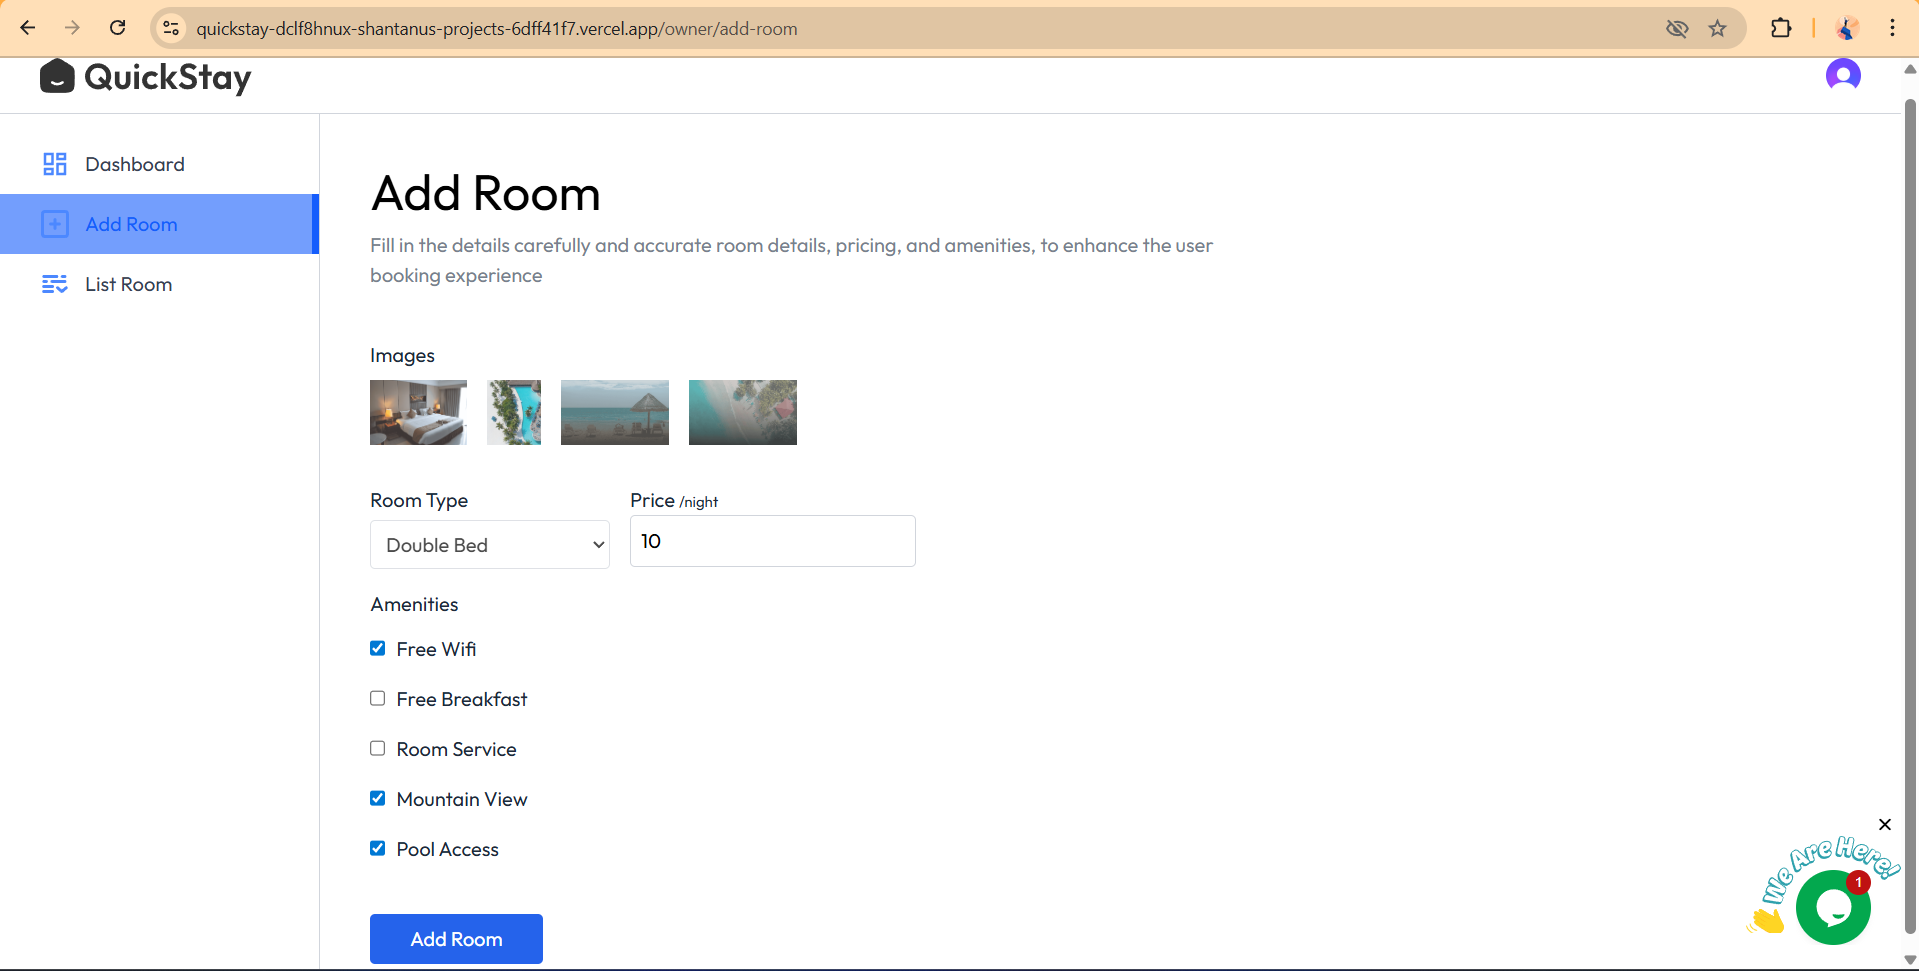 quickstay-dclf8hnux-shantanus-projects-6dff41f7.vercel.app/owner/add-room
QuickStay
Dashboard
Add Room
List Room
Add Room
Fill in the details carefully and accurate room details, pricing, and amenities, to enhance the user
booking experience
Images
Room Type
Price /night
Double Bed
10
Amenities
Free Wifi
Free Breakfast
Room Service
Mountain View
Pool Access
Add Room
We Are Here!
1